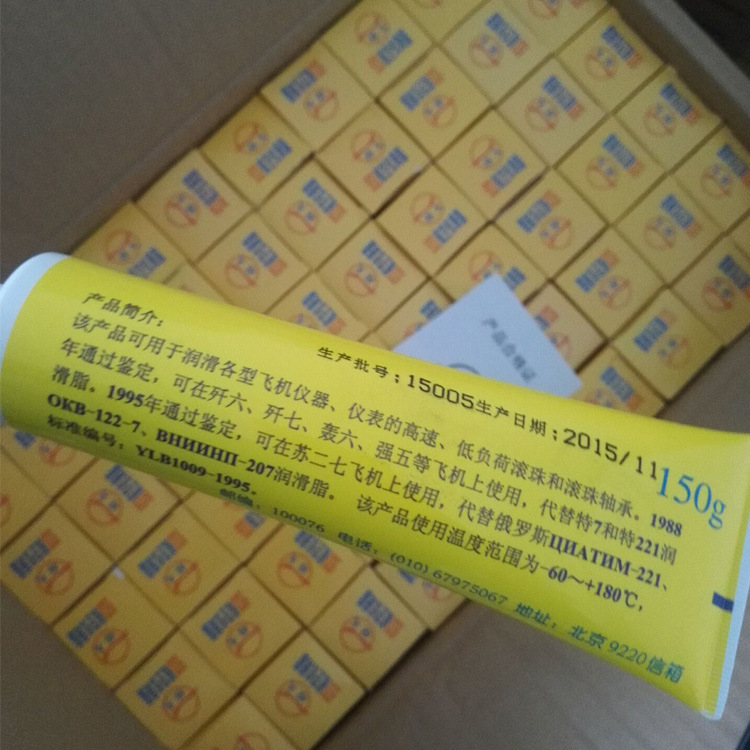 产品简介：
生产批号；15005生产日期；2015/11
该产品可用于润滑各型飞机仪器、仪表的高速、低负荷滚珠和滚珠轴承。1988
年通过鉴定，可在歼六、歼七、轰六、强五等飞机上使用，代替特7和特221润
滑脂。1995年通过鉴定，可在苏二七飞机上使用，代替俄罗斯ЦИАТИМ-221、
ОКВ-122-7、ВНИИНП-207润滑脂。 该产品使用温度范围为-60～+180℃，
标准编号：YLB1009-1995。
150g
邮编：100076 电话：(010) 67975067 地址：北京9220信箱
产品合格证